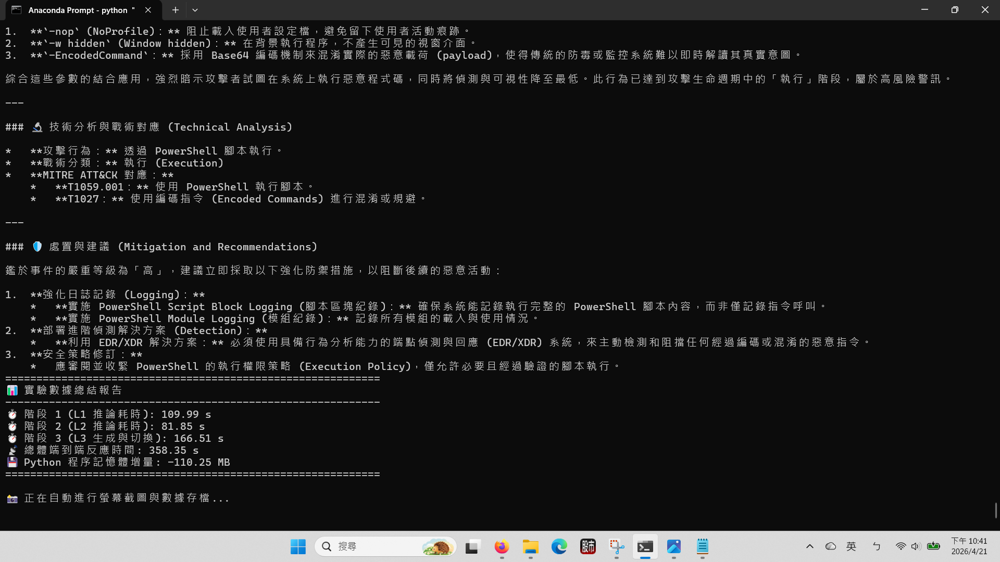 Anaconda Prompt - python  "
1.  **`-nop` (NoProfile)：** 阻止載入使用者設定檔，避免留下使用者活動痕跡。
2.  **`-w hidden` (Window hidden)：** 在背景執行程序，不產生可見的視窗介面。
3.  **`-EncodedCommand`：** 採用 Base64 編碼機制來混淆實際的惡意載荷 (payload)，使得傳統的防毒或監控系統難以即時解讀其真實意圖。
綜合這些參數的結合應用，強烈暗示攻擊者試圖在系統上執行惡意程式碼，同時將偵測與可視性降至最低。此行為已達到攻擊生命週期中的「執行」階段，屬於高風險警訊。
---
### 🔬 技術分析與戰術對應 (Technical Analysis)
*   **攻擊行為：** 透過 PowerShell 腳本執行。
*   **戰術分類：** 執行 (Execution)
*   **MITRE ATT&CK 對應：**
    *   **T1059.001：** 使用 PowerShell 執行腳本。
    *   **T1027：** 使用編碼指令 (Encoded Commands) 進行混淆或規避。
---
### 🛡️ 處置與建議 (Mitigation and Recommendations)
鑑於事件的嚴重等級為「高」，建議立即採取以下強化防禦措施，以阻斷後續的惡意活動：
1.  **強化日誌記錄 (Logging)：**
    *   **實施 PowerShell Script Block Logging (腳本區塊紀錄)：** 確保系統能記錄執行完整的 PowerShell 腳本內容，而非僅記錄指令呼叫。
    *   **實施 PowerShell Module Logging (模組紀錄)：** 記錄所有模組的載入與使用情況。
2.  **部署進階偵測解決方案 (Detection)：**
    *   **利用 EDR/XDR 解決方案：** 必須使用具備行為分析能力的端點偵測與回應 (EDR/XDR) 系統，來主動檢測和阻擋任何經過編碼或混淆的惡意指令。
3.  **安全策略修訂：**
    *   應審閱並收緊 PowerShell 的執行權限策略 (Execution Policy)，僅允許必要且經過驗證的腳本執行。
============================================================
📊 實驗數據總結報告
------------------------------------------------------------
⏱️ 階段 1 (L1 推論耗時): 109.99 s
⏱️ 階段 2 (L2 推論耗時): 81.85 s
⏱️ 階段 3 (L3 生成與切換): 166.51 s
📡 總體端到端反應時間: 358.35 s
💾 Python 程序記憶體增量: -110.25 MB
============================================================
📸 正在自動進行螢幕截圖與數據存檔...
搜尋
股市
英
ㄣ
下午 10:41
2026/4/21